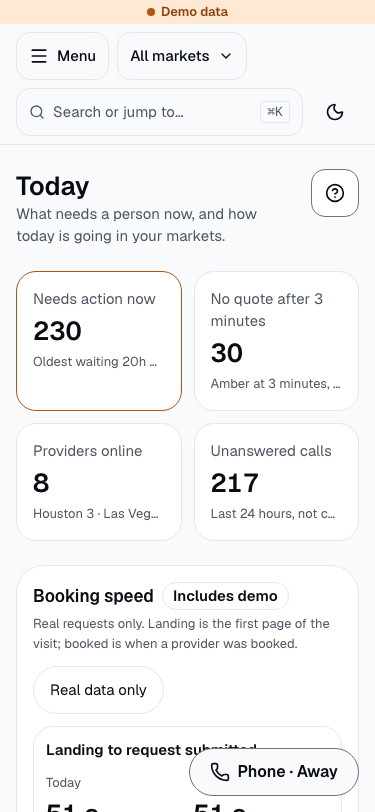 Demo data
Menu
All markets
Search or jump to...
⌘K
Today
What needs a person now, and how
today is going in your markets.
Needs action now
230
Oldest waiting 20h ...
No quote after 3
minutes
30
Amber at 3 minutes, ...
Providers online
8
Houston 3 · Las Veg...
Unanswered calls
217
Last 24 hours, not c...
Booking speed
Includes demo
Real requests only. Landing is the first page of the
visit; booked is when a provider was booked.
Real data only
Landing to request submitted
Today
Phone · Away